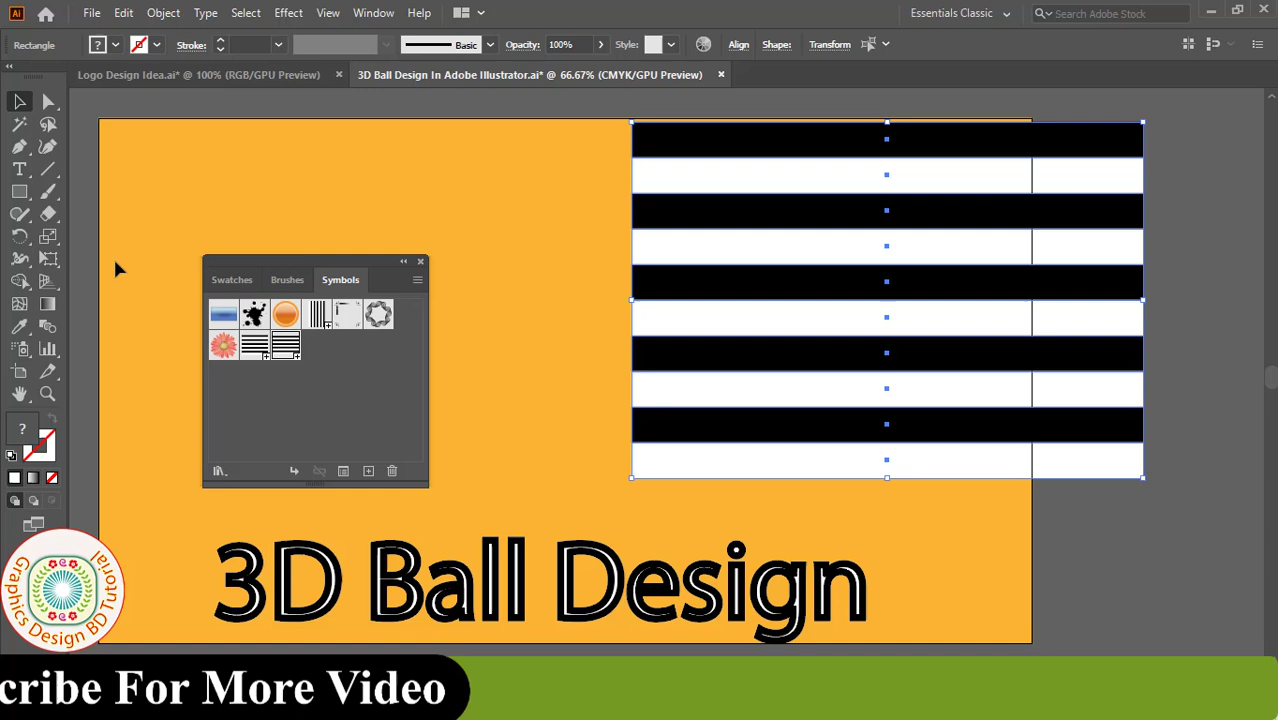 File Edit Object Type Select Effect View Window Help
Essentials Classic
Search Adobe Stock
Rectangle
Stroke:
Basic
Opacity: 100%
Style:
Align
Shape:
Transform
Logo Design Idea.ai* @ 100% (RGB/GPU Preview)
3D Ball Design In Adobe Illustrator.ai* @ 66.67% (CMYK/GPU Preview)
Swatches Brushes Symbols
3D Ball Design
Graphics Design BD Tutorial
cribe For More Video